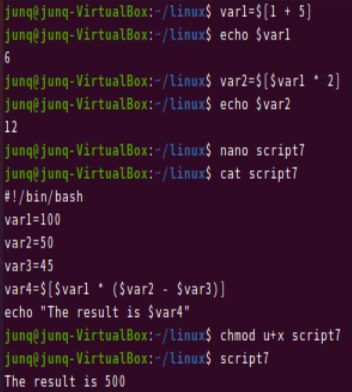 junq@junq-VirtualBox:~/linux$ var1=$[1 + 5]
junq@junq-VirtualBox:~/linux$ echo $var1
6
junq@junq-VirtualBox:~/linux$ var2=$[$var1 * 2]
junq@junq-VirtualBox:~/linux$ echo $var2
12
junq@junq-VirtualBox:~/linux$ nano script7
junq@junq-VirtualBox:~/linux$ cat script7
#!/bin/bash
var1=100
var2=50
var3=45
var4=$[$var1 * ($var2 - $var3)]
echo "The result is $var4"
junq@junq-VirtualBox:~/linux$ chmod u+x script7
junq@junq-VirtualBox:~/linux$ script7
The result is 500